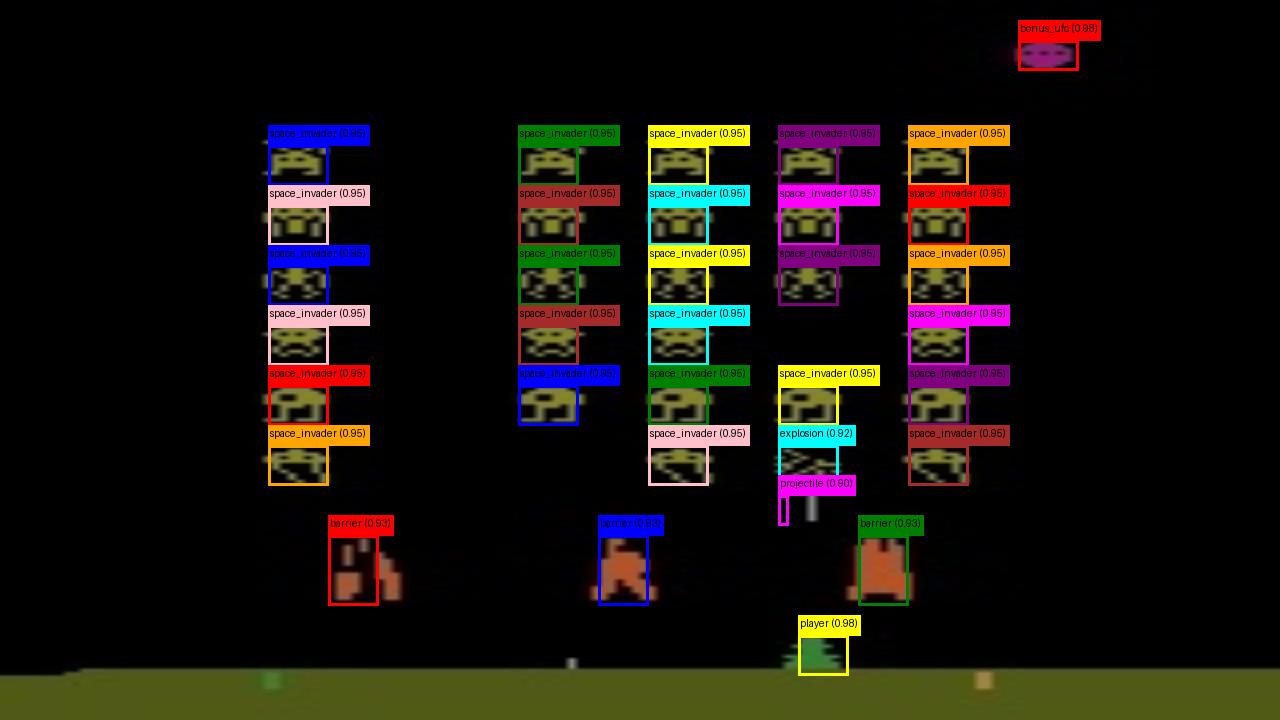 bonus_ufo (0.98)
space_invader (0.95) space_invader (0.95) space_invader (0.95) space_invader (0.95) space_invader (0.95)
space_invader (0.95) space_invader (0.95) space_invader (0.95) space_invader (0.95) space_invader (0.95)
space_invader (0.95) space_invader (0.95) space_invader (0.95) space_invader (0.95) space_invader (0.95)
space_invader (0.95) space_invader (0.95) space_invader (0.95) space_invader (0.95)
space_invader (0.95) space_invader (0.95) space_invader (0.95) space_invader (0.95) space_invader (0.95)
space_invader (0.95) space_invader (0.95) explosion (0.92) space_invader (0.95)
projectile (0.90)
barrier (0.93) barrier (0.93) barrier (0.93)
player (0.98)